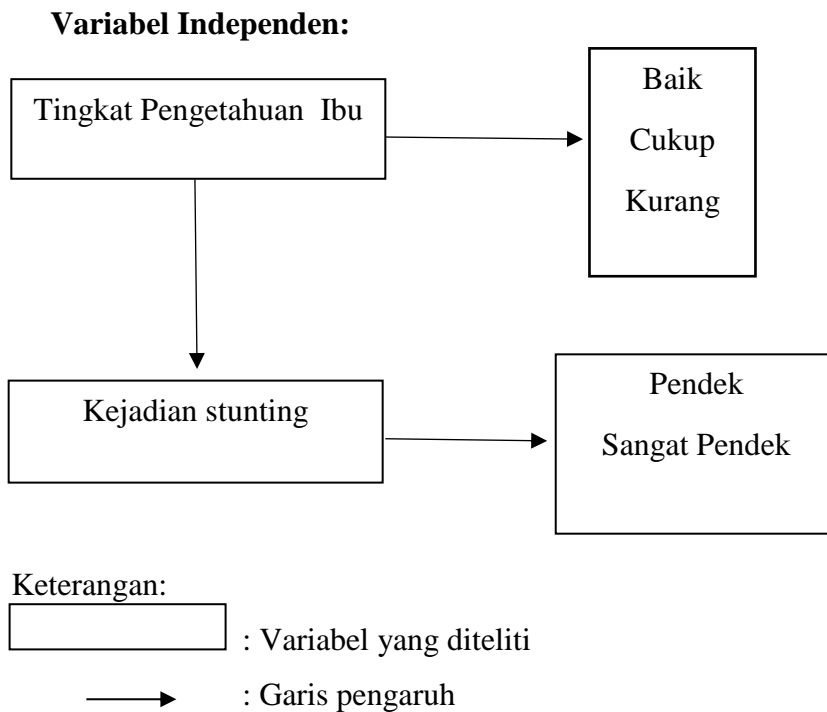 Variabel Independen:
Tingkat Pengetahuan Ibu
Baik
Cukup
Kurang
Kejadian stunting
Pendek
Sangat Pendek
Keterangan:
: Variabel yang diteliti
: Garis pengaruh